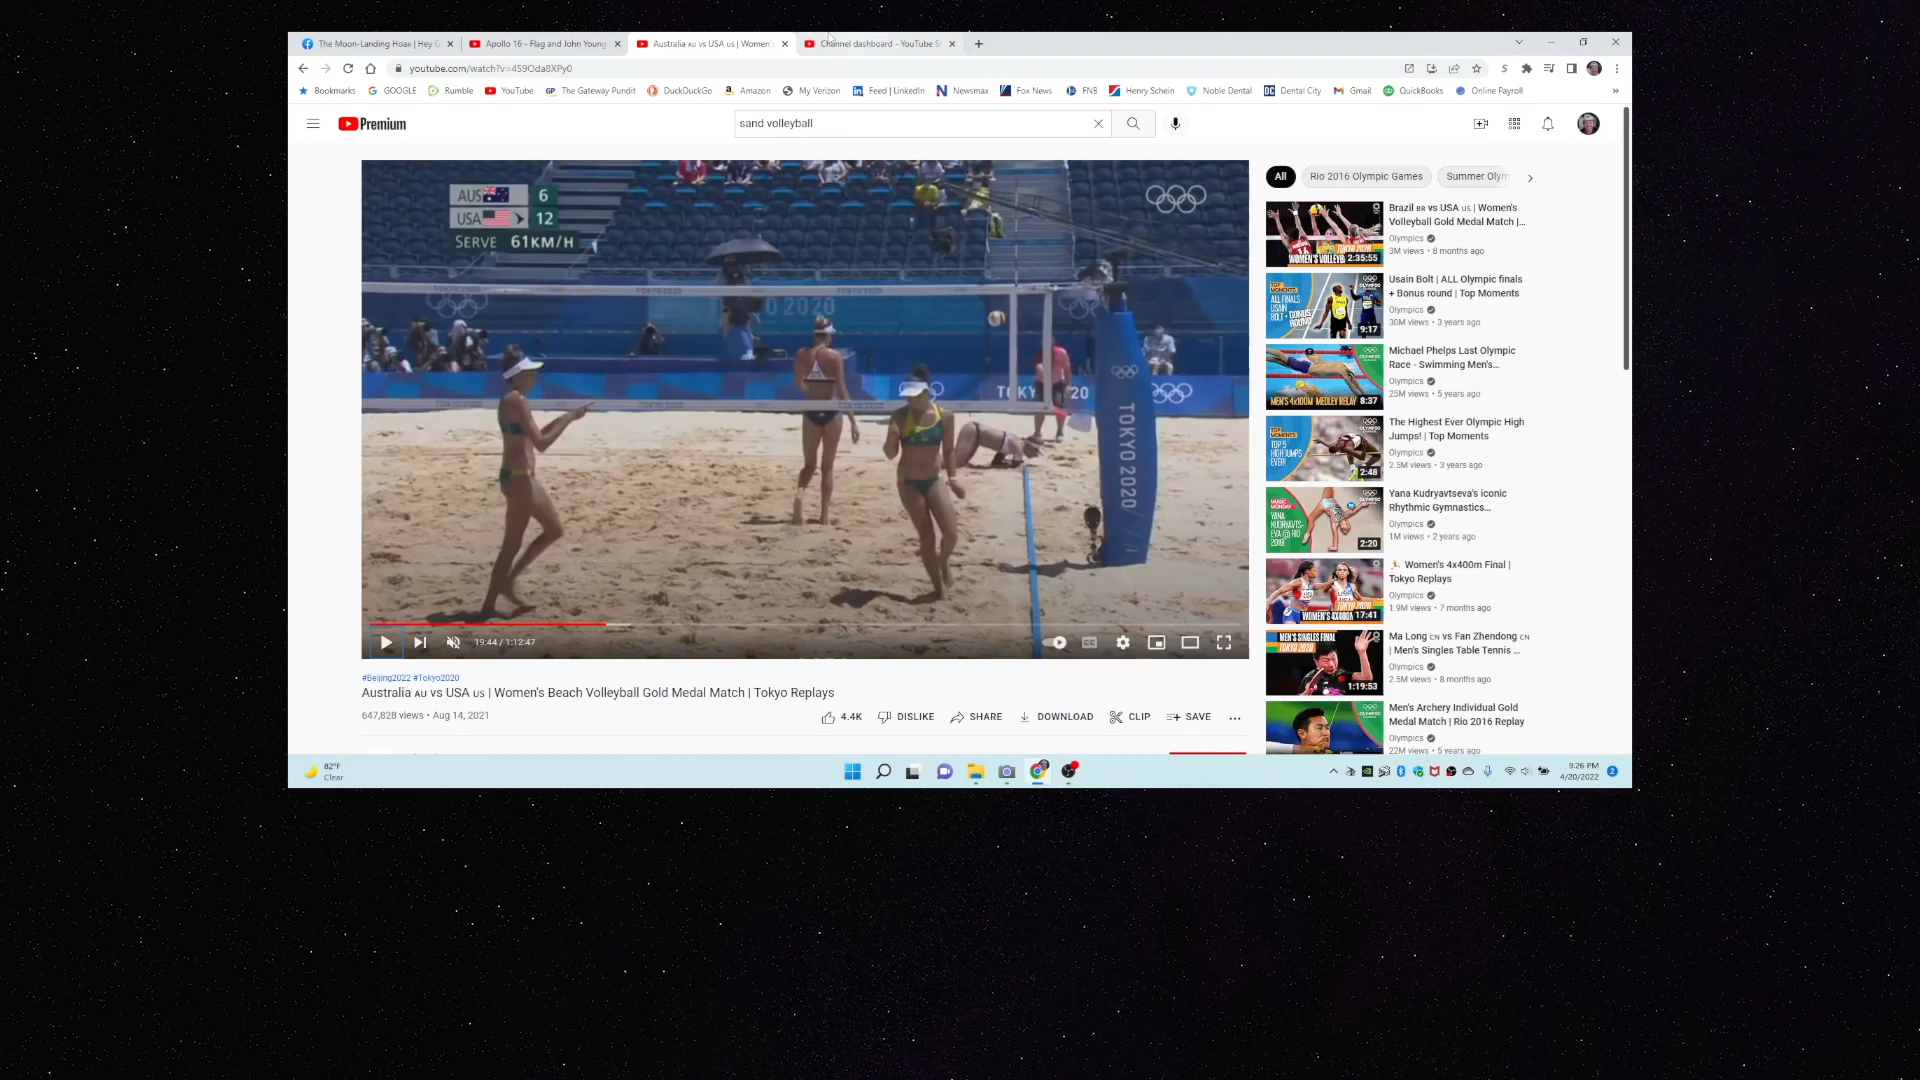 The Moon-Landing Hoax | Hey G
Apollo 16 - Flag and John Young
Australia AU vs USA US | Women'
Channel dashboard - YouTube St
youtube.com/watch?v=459Oda8XPy0
Bookmarks GOOGLE Rumble YouTube The Gateway Pundit DuckDuckGo Amazon My Verizon Feed | LinkedIn Newsmax Fox News FNB Henry Schein Noble Dental Dental City Gmail QuickBooks Online Payroll
Premium
sand volleyball
AUS 6
USA 12
SERVE 61KM/H
TOKYO 2020
19:44 / 1:12:47
#Beijing2022 #Tokyo2020
Australia AU vs USA US | Women's Beach Volleyball Gold Medal Match | Tokyo Replays
647,828 views • Aug 14, 2021
4.4K DISLIKE SHARE DOWNLOAD CLIP SAVE
All Rio 2016 Olympic Games Summer Olym
Brazil BR vs USA US | Women's
Volleyball Gold Medal Match |...
Olympics
3M views • 8 months ago
2:35:55
Usain Bolt | ALL Olympic finals
+ Bonus round | Top Moments
Olympics
30M views • 3 years ago
9:17
Michael Phelps Last Olympic
Race - Swimming Men's...
Olympics
25M views • 5 years ago
MEN'S 4x100M MEDLEY RELAY 8:37
The Highest Ever Olympic High
Jumps! | Top Moments
Olympics
2.5M views • 3 years ago
2:48
Yana Kudryavtseva's iconic
Rhythmic Gymnastics...
Olympics
1M views • 2 years ago
2:20
Women's 4x400m Final |
Tokyo Replays
Olympics
1.9M views • 7 months ago
17:41
Ma Long CN vs Fan Zhendong CN
| Men's Singles Table Tennis ...
Olympics
2.5M views • 8 months ago
1:19:53
Men's Archery Individual Gold
Medal Match | Rio 2016 Replay
Olympics
22M views • 5 years ago
82°F
Clear
9:26 PM
4/20/2022
2